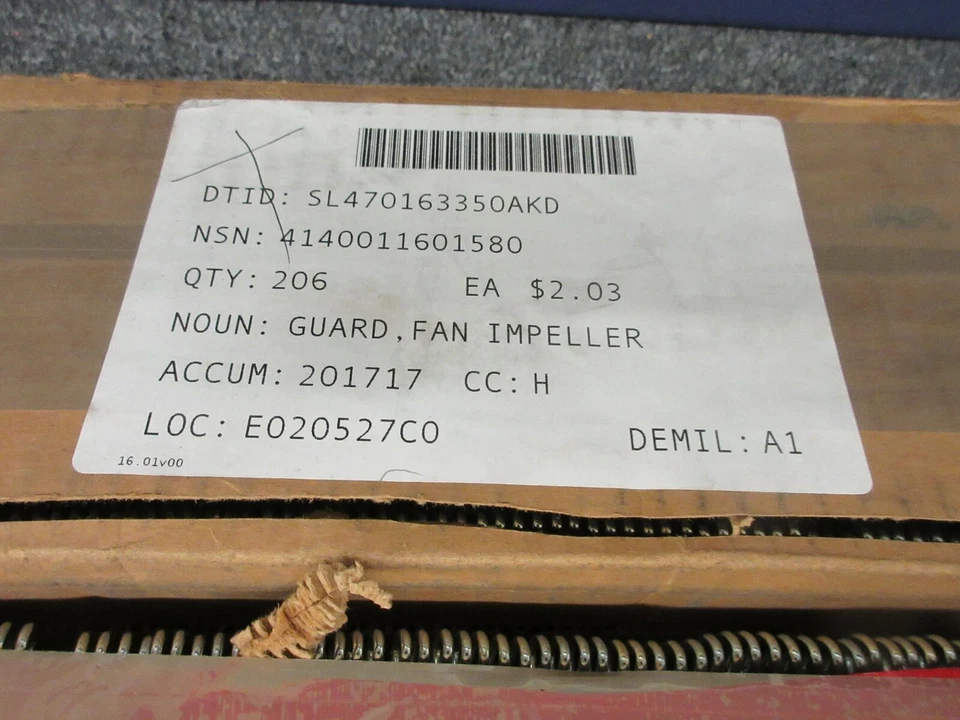 DTID: SL470163350AKD
NSN: 4140011601580
QTY: 206 EA $2.03
NOUN: GUARD,FAN IMPELLER
ACCUM: 201717 CC: H
LOC: E020527C0 DEMIL: A1
16.01v00